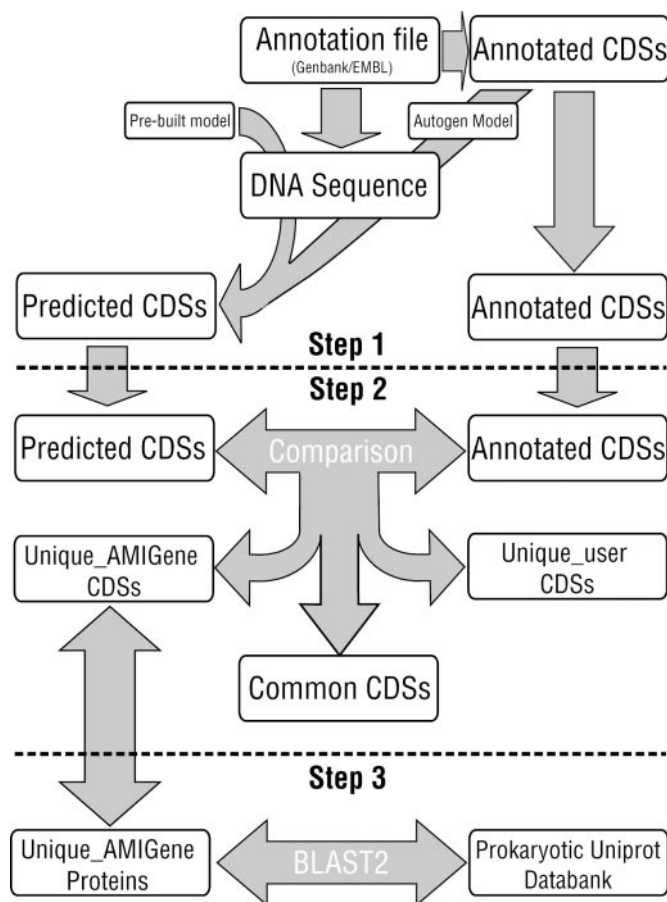 Annotation file
(Genbank/EMBL)
Annotated CDSs
Pre-built model
Autogen Model
DNA Sequence
Predicted CDSs
Annotated CDSs
Step 1
Step 2
Predicted CDSs
Comparison
Annotated CDSs
Unique_AMIGene
CDSs
Unique_user
CDSs
Common CDSs
Step 3
Unique_AMIGene
Proteins
BLAST2
Prokaryotic Uniprot
Databank